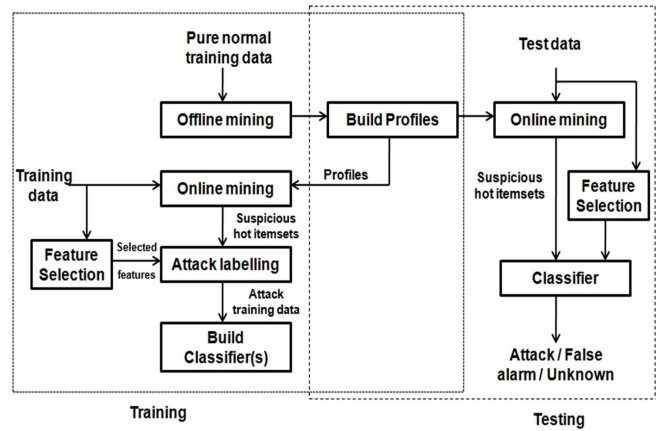 Pure normal
training data
Test data
Offline mining
Build Profiles
Online mining
Profiles
Training
data
Online mining
Suspicious
hot itemsets
Feature
Selection
Suspicious
hot itemsets
Feature
Selection
Selected
features
Attack labelling
Classifier
Attack
training data
Build
Classifier(s)
Attack / False
alarm / Unknown
Training
Testing